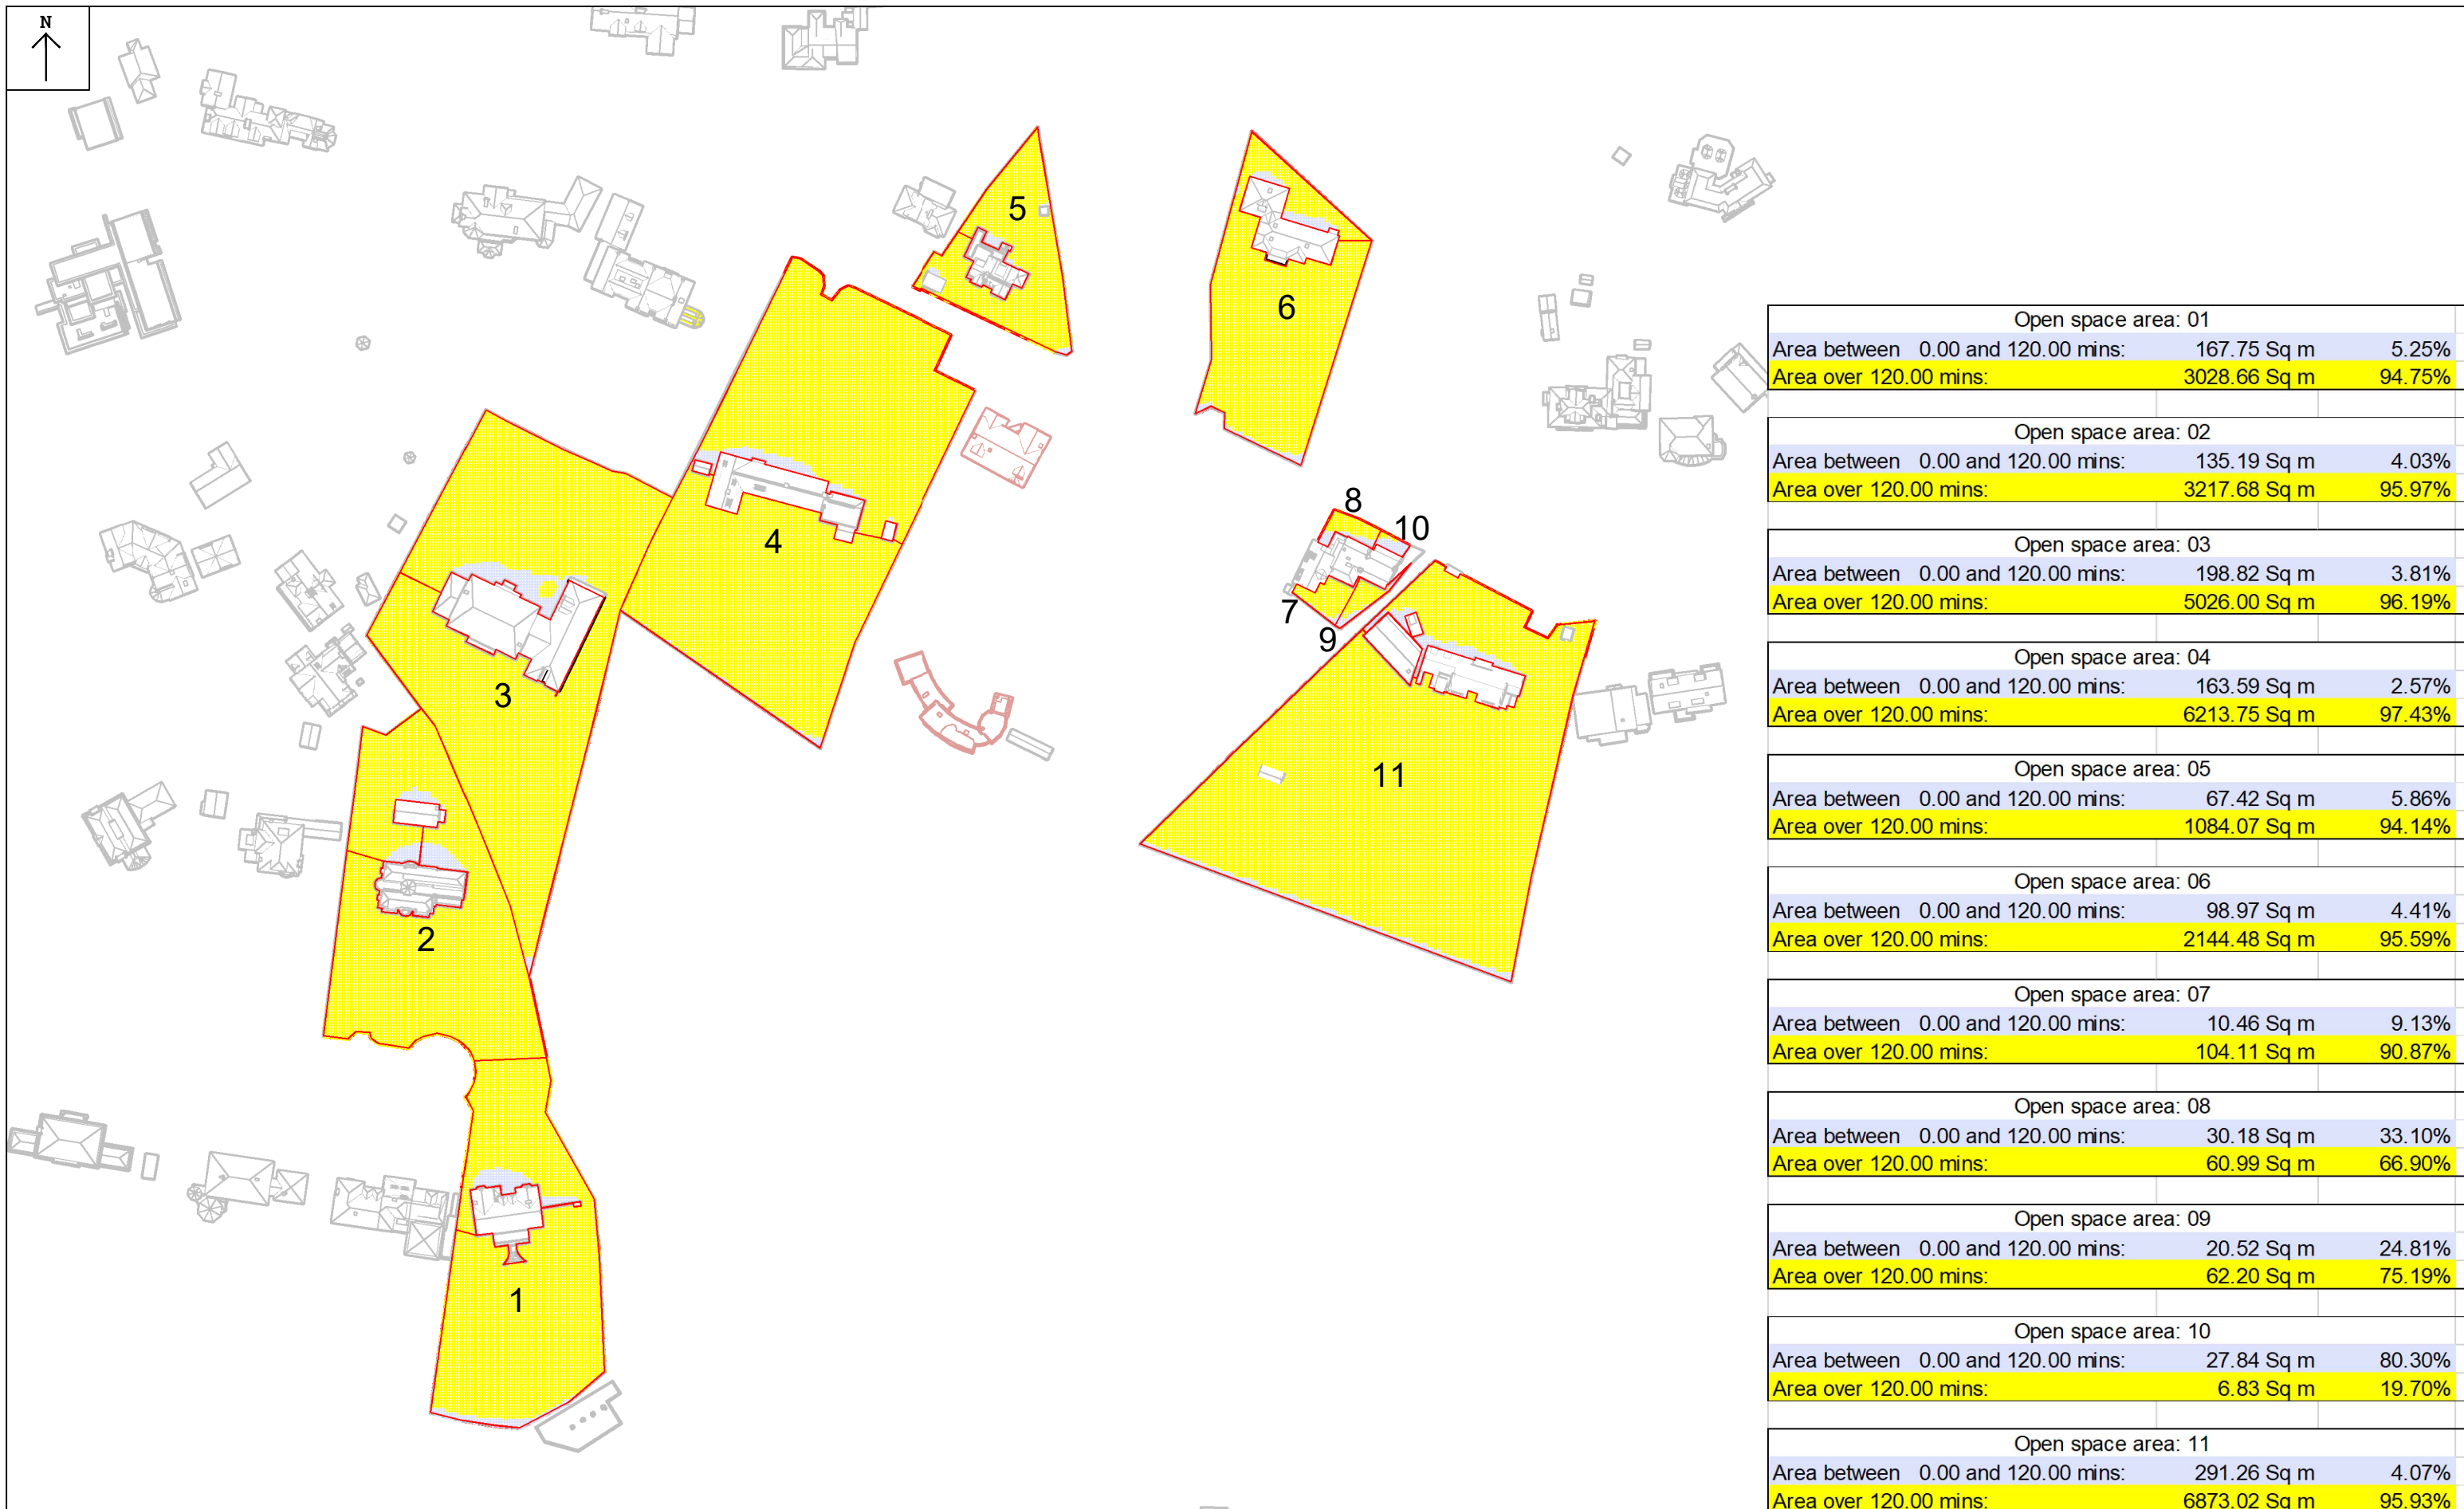 N
5
6
8
10
4
7
9
3
11
2
1
Open space area: 01
Area between 0.00 and 120.00 mins: 167.75 Sq m 5.25%
Area over 120.00 mins: 3028.66 Sq m 94.75%
Open space area: 02
Area between 0.00 and 120.00 mins: 135.19 Sq m 4.03%
Area over 120.00 mins: 3217.68 Sq m 95.97%
Open space area: 03
Area between 0.00 and 120.00 mins: 198.82 Sq m 3.81%
Area over 120.00 mins: 5026.00 Sq m 96.19%
Open space area: 04
Area between 0.00 and 120.00 mins: 163.59 Sq m 2.57%
Area over 120.00 mins: 6213.75 Sq m 97.43%
Open space area: 05
Area between 0.00 and 120.00 mins: 67.42 Sq m 5.86%
Area over 120.00 mins: 1084.07 Sq m 94.14%
Open space area: 06
Area between 0.00 and 120.00 mins: 98.97 Sq m 4.41%
Area over 120.00 mins: 2144.48 Sq m 95.59%
Open space area: 07
Area between 0.00 and 120.00 mins: 10.46 Sq m 9.13%
Area over 120.00 mins: 104.11 Sq m 90.87%
Open space area: 08
Area between 0.00 and 120.00 mins: 30.18 Sq m 33.10%
Area over 120.00 mins: 60.99 Sq m 66.90%
Open space area: 09
Area between 0.00 and 120.00 mins: 20.52 Sq m 24.81%
Area over 120.00 mins: 62.20 Sq m 75.19%
Open space area: 10
Area between 0.00 and 120.00 mins: 27.84 Sq m 80.30%
Area over 120.00 mins: 6.83 Sq m 19.70%
Open space area: 11
Area between 0.00 and 120.00 mins: 291.26 Sq m 4.07%
Area over 120.00 mins: 6873.02 Sq m 95.93%